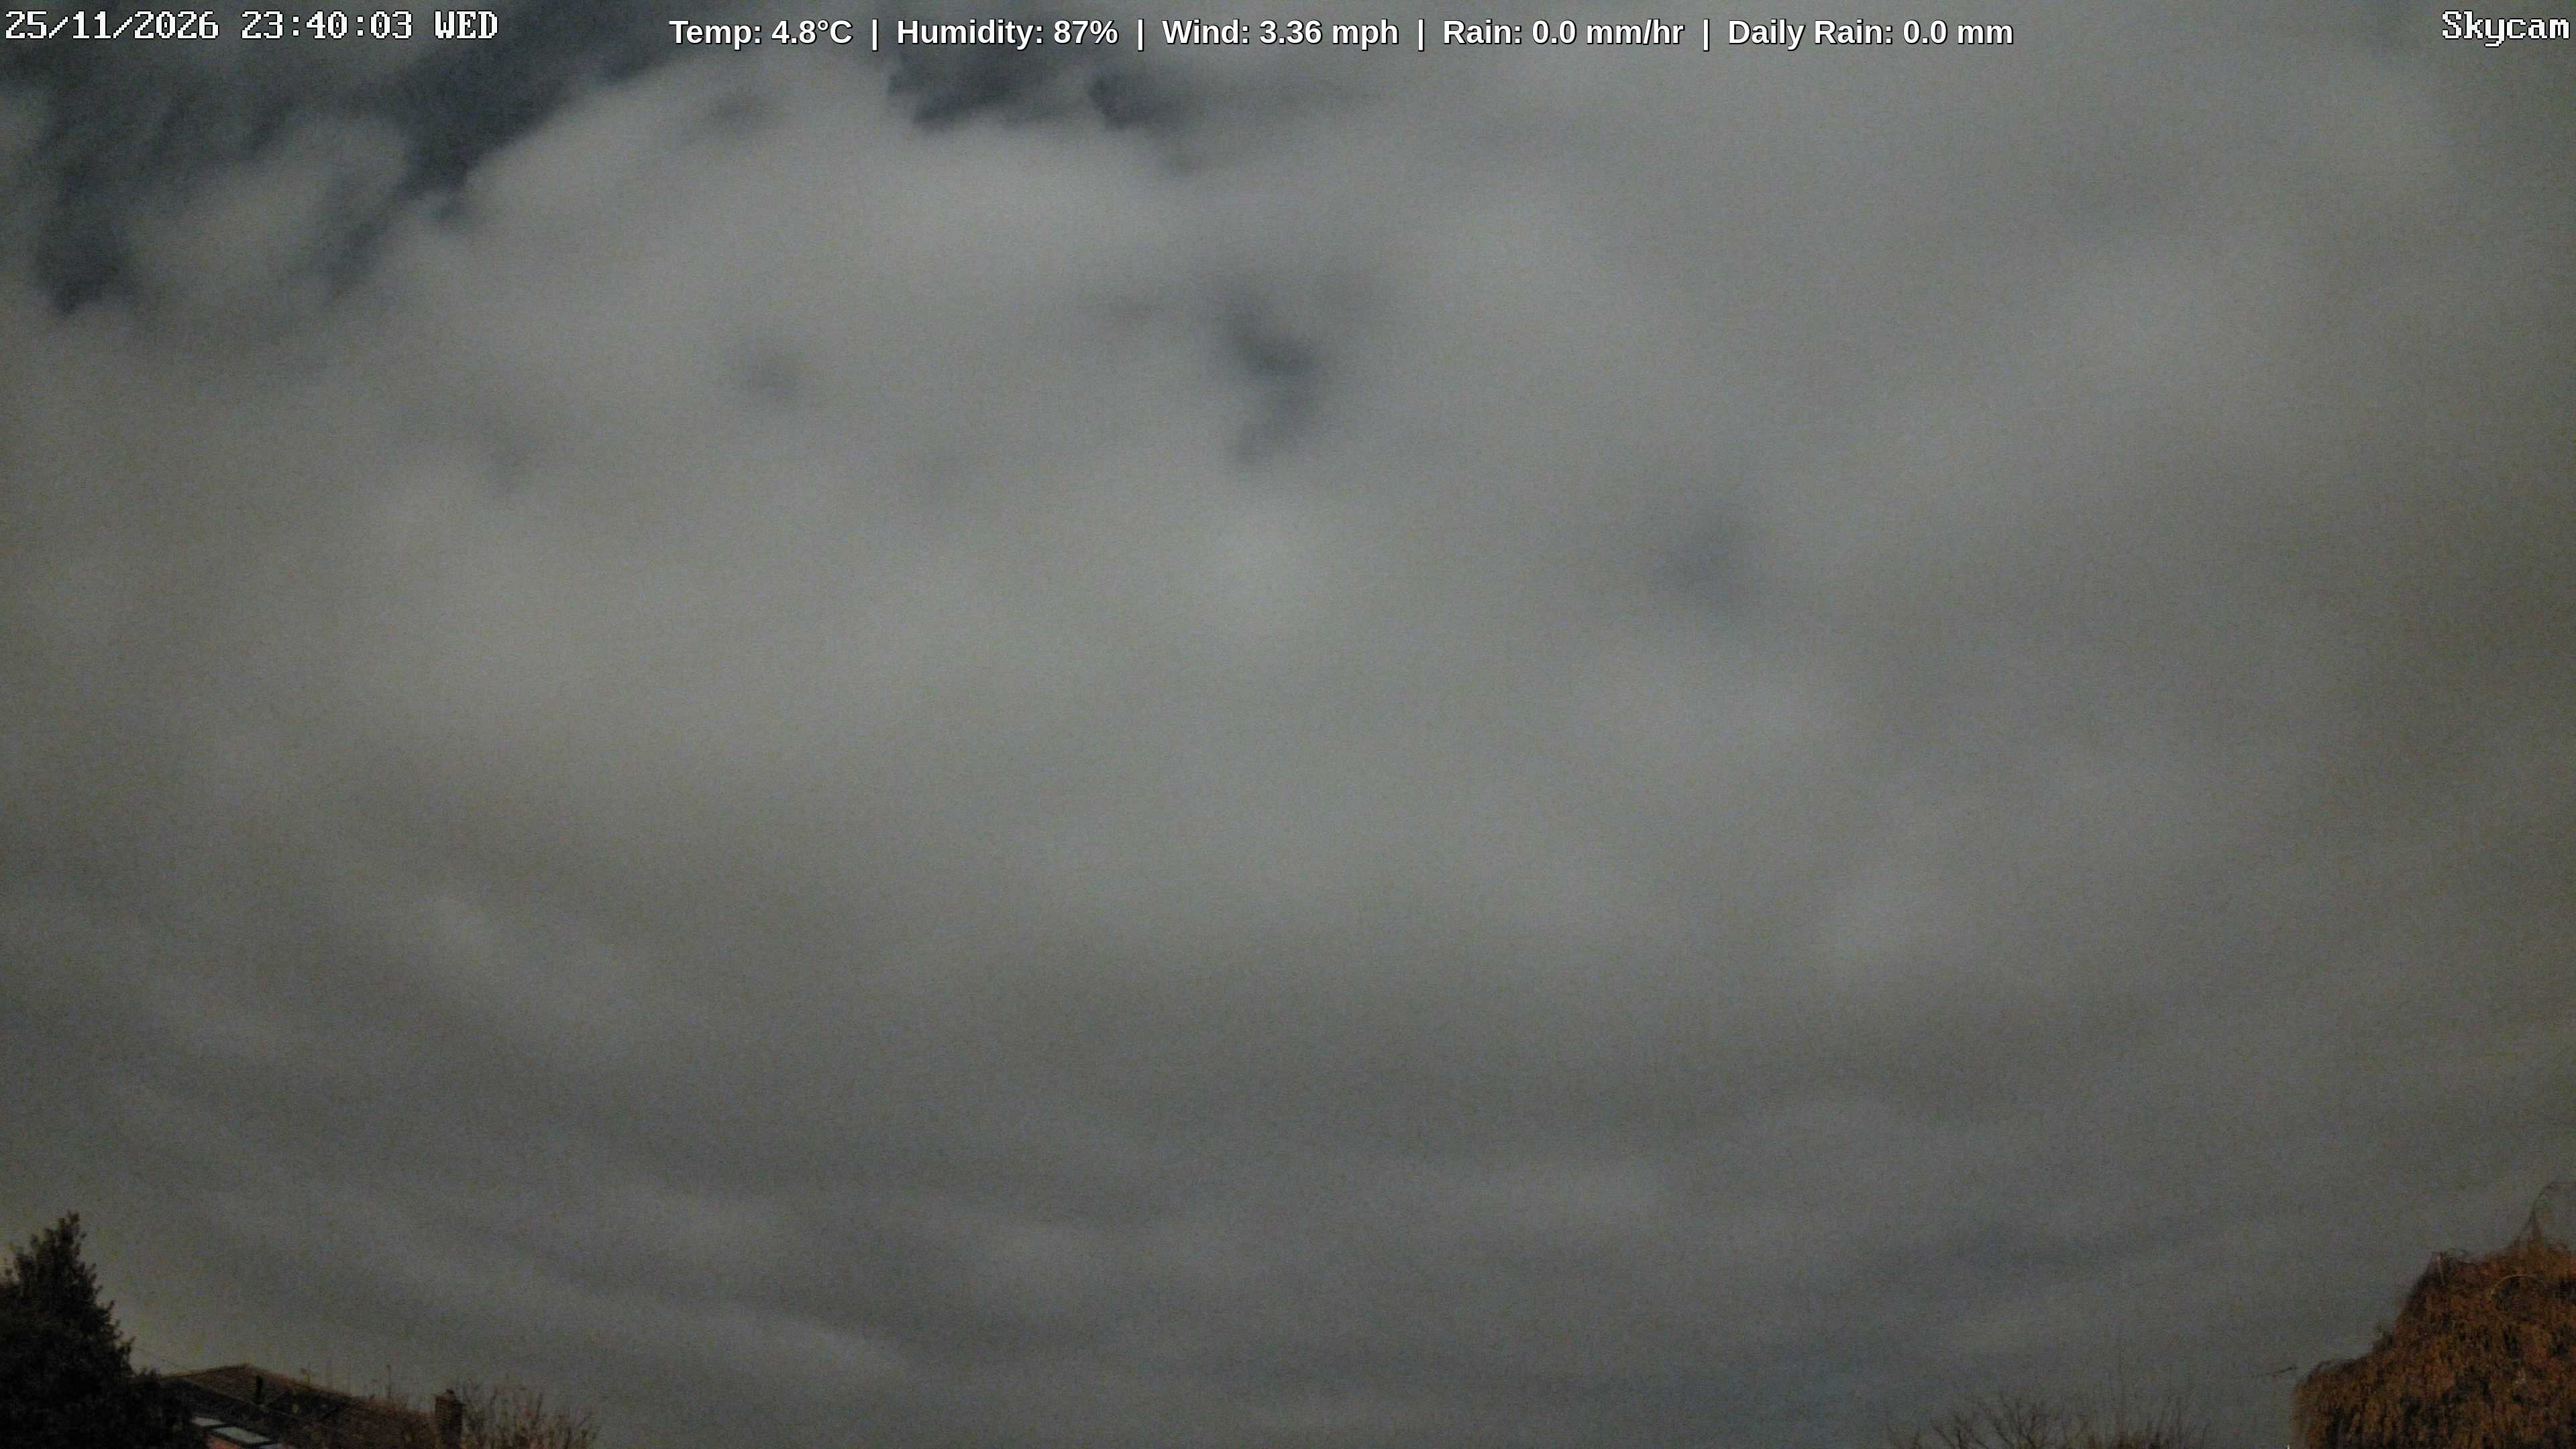 25/11/2026 23:40:03 WED
Temp: 4.8°C | Humidity: 87% | Wind: 3.36 mph | Rain: 0.0 mm/hr | Daily Rain: 0.0 mm
Skycam